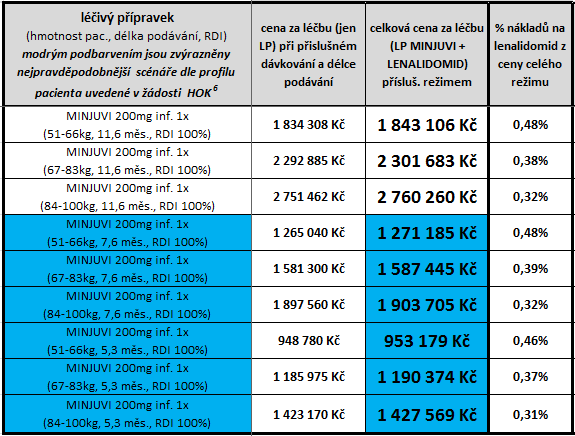 léčivý přípravek
(hmotnost pac., délka podávání, RDI)
modrým podbarvením jsou zvýrazněny
nejpravděpodobnější scénáře dle profilu
pacienta uvedené v žádosti HOK6
cena za léčbu (jen
LP) při příslušném
dávkování a délce
podávání
celková cena za léčbu
(LP MINJUVI +
LENALIDOMID)
přísluš. režimem
% nákladů na
lenalidomid z
ceny celého
režimu
MINJUVI 200mg inf. 1x
(51-66kg, 11,6 měs., RDI 100%)
1 834 308 Kč
1 843 106 Kč
0,48%
MINJUVI 200mg inf. 1x
(67-83kg, 11,6 měs., RDI 100%)
2 292 885 Kč
2 301 683 Kč
0,38%
MINJUVI 200mg inf. 1x
(84-100kg, 11,6 měs., RDI 100%)
2 751 462 Kč
2 760 260 Kč
0,32%
MINJUVI 200mg inf. 1x
(51-66kg, 7,6 měs., RDI 100%)
1 265 040 Kč
1 271 185 Kč
0,48%
MINJUVI 200mg inf. 1x
(67-83kg, 7,6 měs., RDI 100%)
1 581 300 Kč
1 587 445 Kč
0,39%
MINJUVI 200mg inf. 1x
(84-100kg, 7,6 měs., RDI 100%)
1 897 560 Kč
1 903 705 Kč
0,32%
MINJUVI 200mg inf. 1x
(51-66kg, 5,3 měs., RDI 100%)
948 780 Kč
953 179 Kč
0,46%
MINJUVI 200mg inf. 1x
(67-83kg, 5,3 měs., RDI 100%)
1 185 975 Kč
1 190 374 Kč
0,37%
MINJUVI 200mg inf. 1x
(84-100kg, 5,3 měs., RDI 100%)
1 423 170 Kč
1 427 569 Kč
0,31%